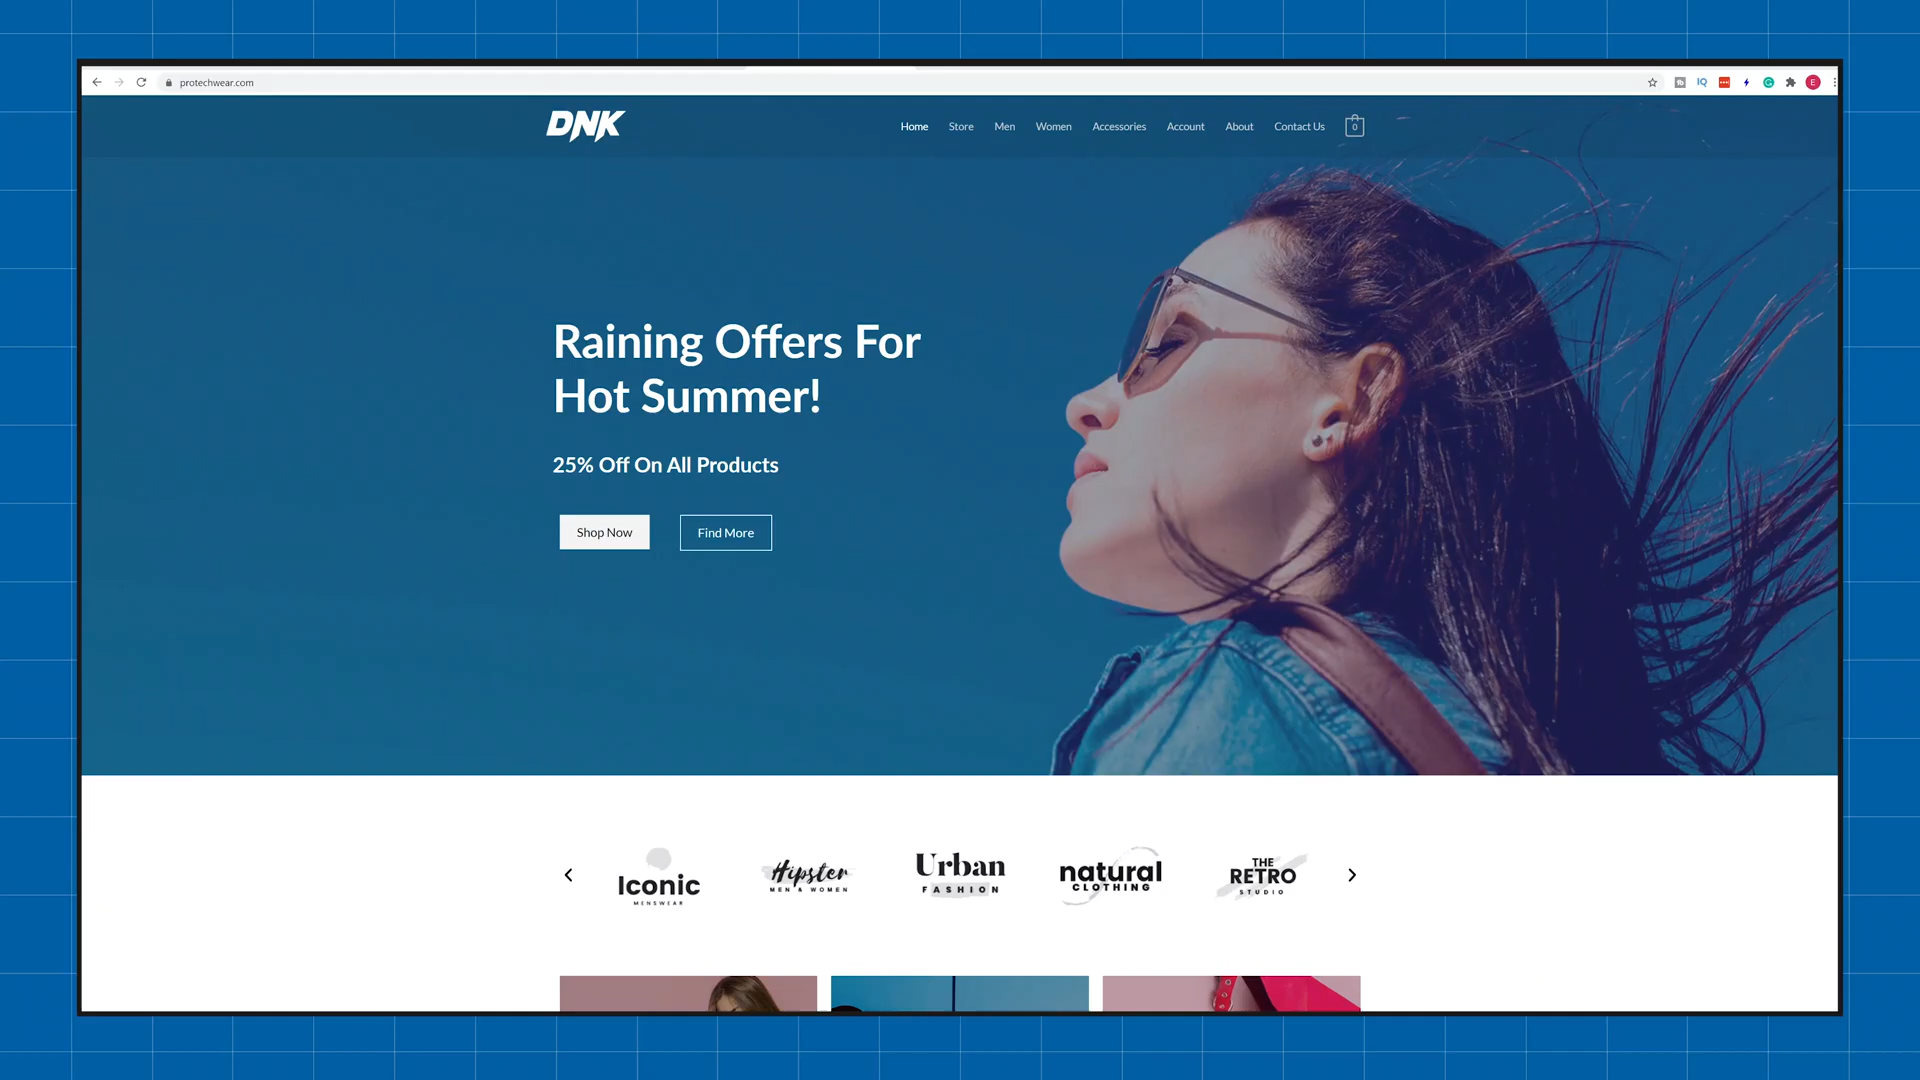 protechwear.com
IQ
E
DNK
Home Store Men Women Accessories Account About Contact Us 0
Raining Offers For
Hot Summer!
25% Off On All Products
Shop Now Find More
Iconic
MENSWEAR
Hipster
MEN & WOMEN
Urban
FASHION
natural
CLOTHING
THE
RETRO
STUDIO